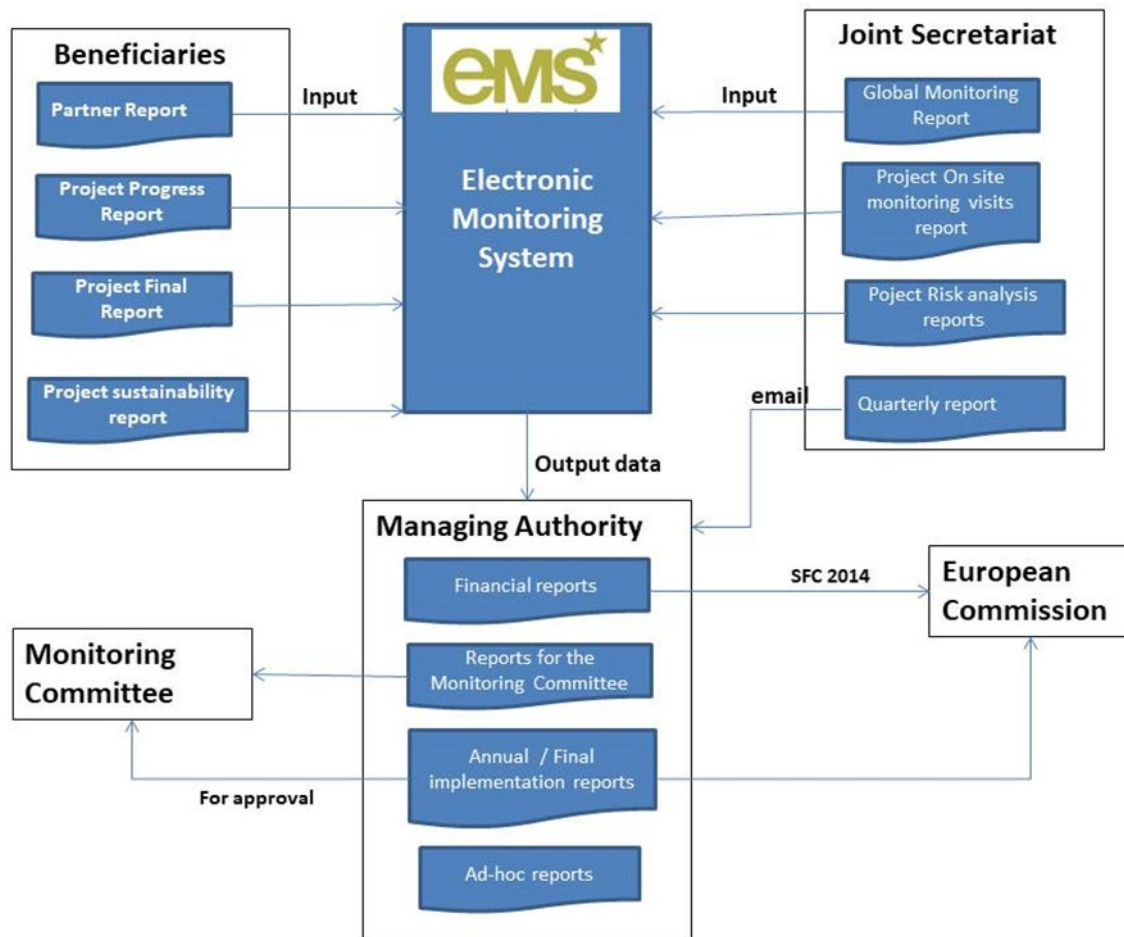 Beneficiaries
Partner Report
Project Progress
Report
Project Final
Report
Project sustainability
report
Input
eMS
Electronic
Monitoring
System
Input
Joint Secretariat
Global Monitoring
Report
Project On site
monitoring visits
report
Poject Risk analysis
reports
Quarterly report
email
Output data
Managing Authority
Financial reports
Reports for the
Monitoring Committee
Annual / Final
implementation reports
Ad-hoc reports
SFC 2014
European
Commission
Monitoring
Committee
For approval